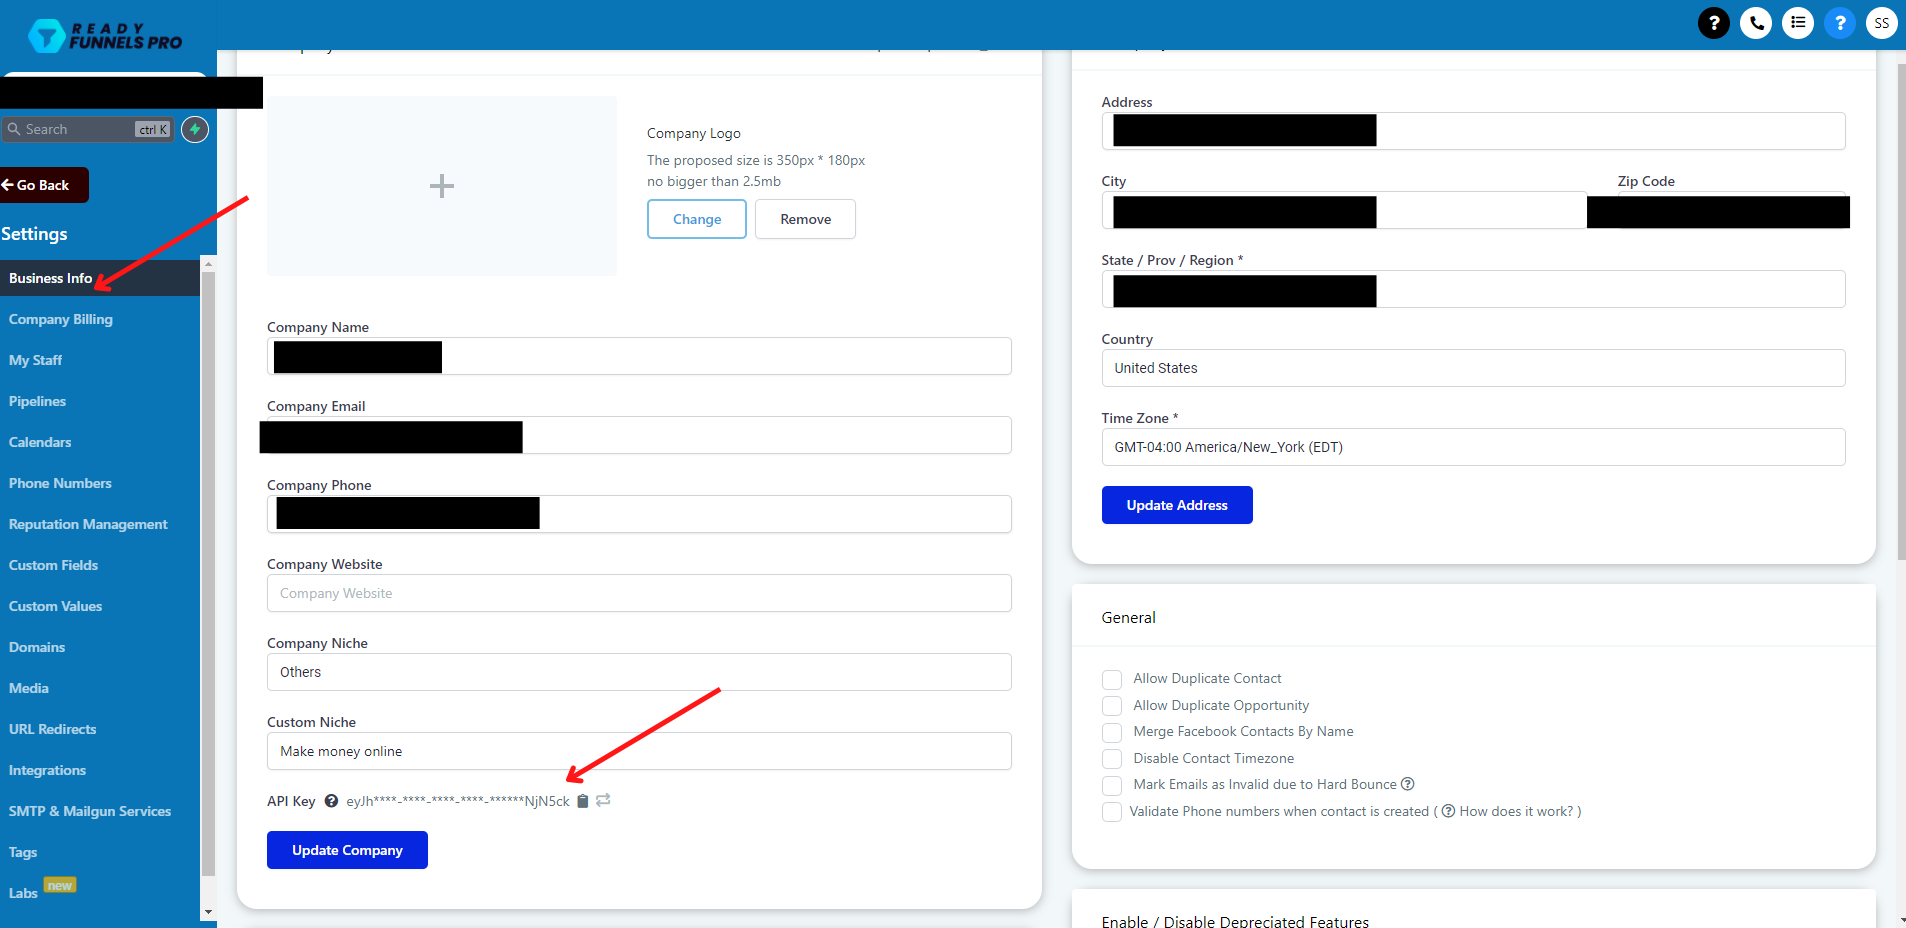 READY
FUNNELS PRO
?
?
SS
Search
ctrl K
Go Back
Settings
Business Info
Company Billing
My Staff
Pipelines
Calendars
Phone Numbers
Reputation Management
Custom Fields
Custom Values
Domains
Media
URL Redirects
Integrations
SMTP & Mailgun Services
Tags
Labs new
Company Logo
The proposed size is 350px * 180px
no bigger than 2.5mb
Change
Remove
Company Name
Company Email
Company Phone
Company Website
Company Website
Company Niche
Others
Custom Niche
Make money online
API Key ? eyJh****-****-****-****-******NjN5ck
Update Company
Address
City
Zip Code
State / Prov / Region *
Country
United States
Time Zone *
GMT-04:00 America/New_York (EDT)
Update Address
General
Allow Duplicate Contact
Allow Duplicate Opportunity
Merge Facebook Contacts By Name
Disable Contact Timezone
Mark Emails as Invalid due to Hard Bounce ?
Validate Phone numbers when contact is created ( ? How does it work? )
Enable / Disable Depreciated Features